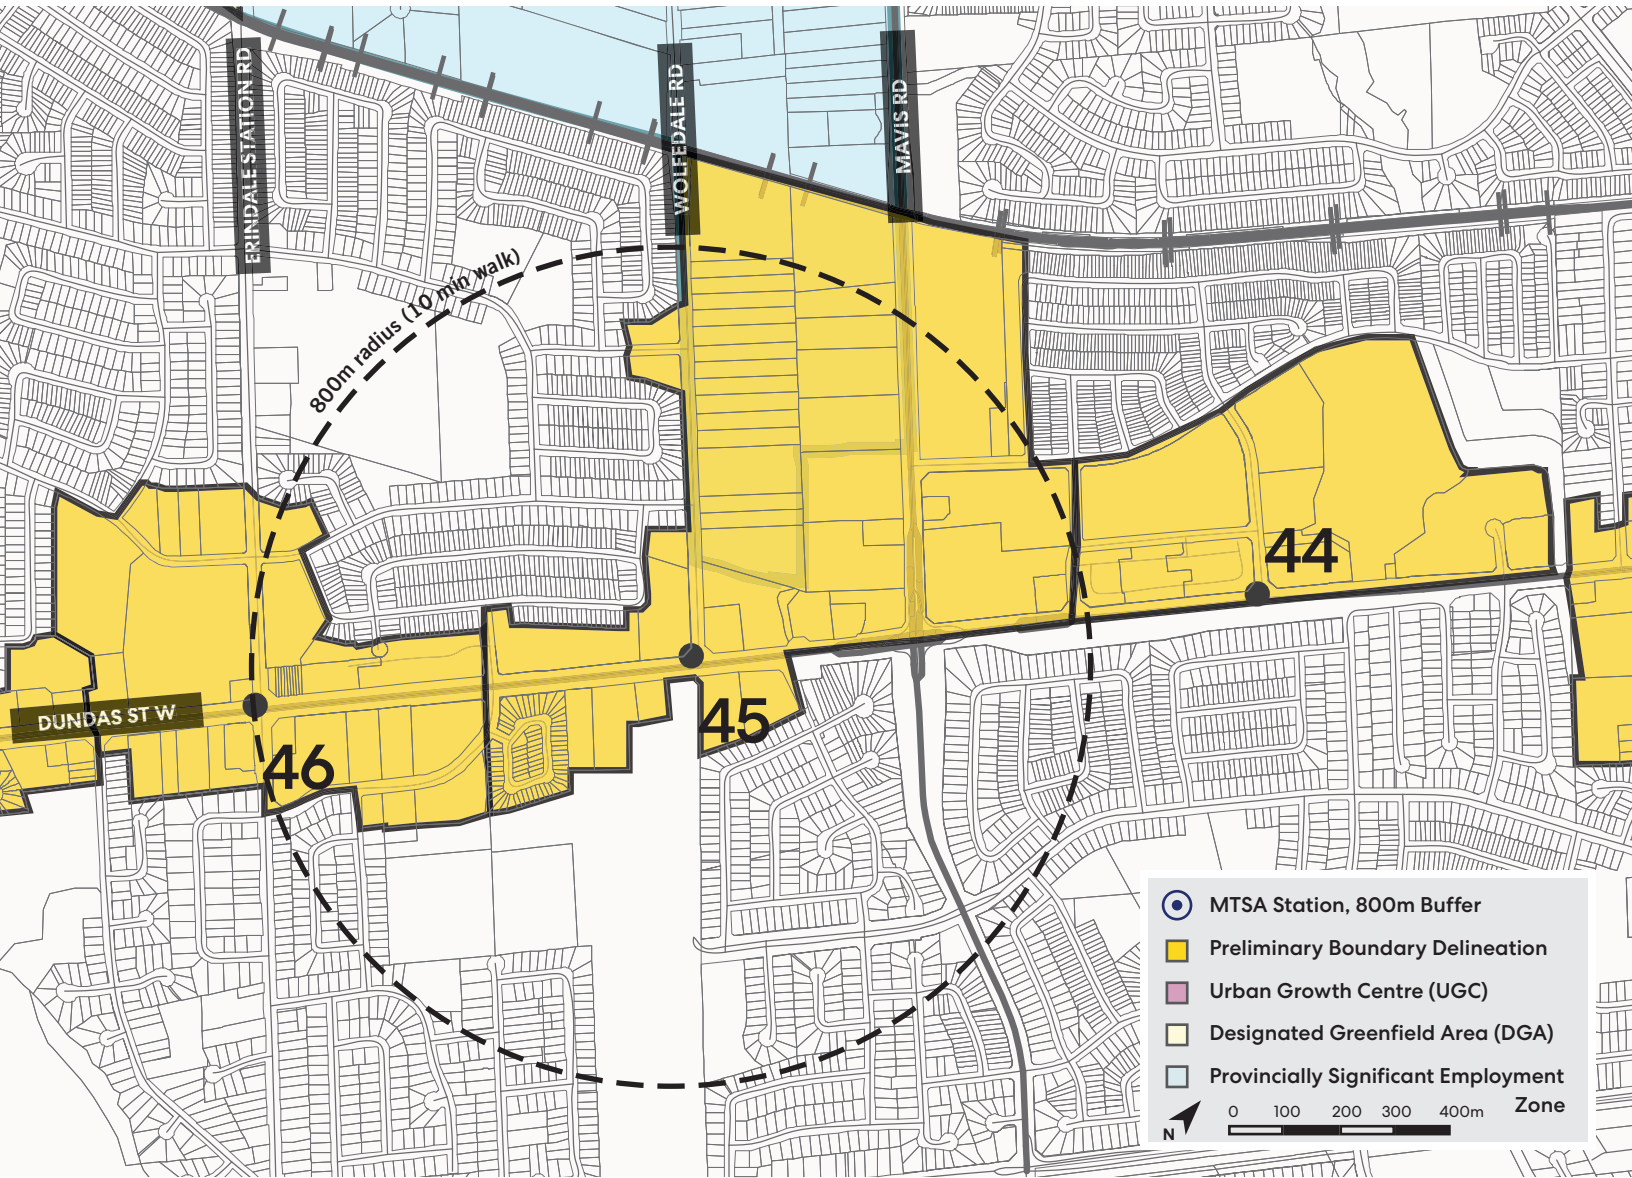 ERINDALE STATION RD
WOLFEDALE RD
MAVIS RD
800m radius (10 min walk)
44
45
DUNDAS ST W
46
MTSA Station, 800m Buffer
Preliminary Boundary Delineation
Urban Growth Centre (UGC)
Designated Greenfield Area (DGA)
Provincially Significant Employment
Zone
N
0 100 200 300 400m